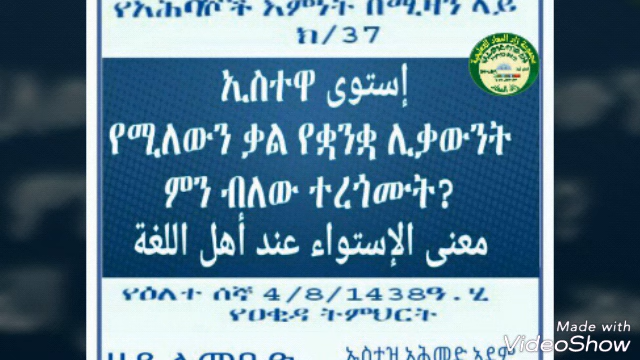 የአሕባሾች እምነት በሚዛን ላይ
ክ/37
ኢስተዋ إستوى
የሚለውን ቃል የቋንቋ ሊቃውንት
ምን ብለው ተረጎሙት?
معنى الإستواء عند أهل اللغة
የዕለተ ሰኞ 4/8/1438ዓ.ሂ
የዐቂዳ ትምህርት
ኡስታዝ አሕመድ አደም
Made with
VideoShow